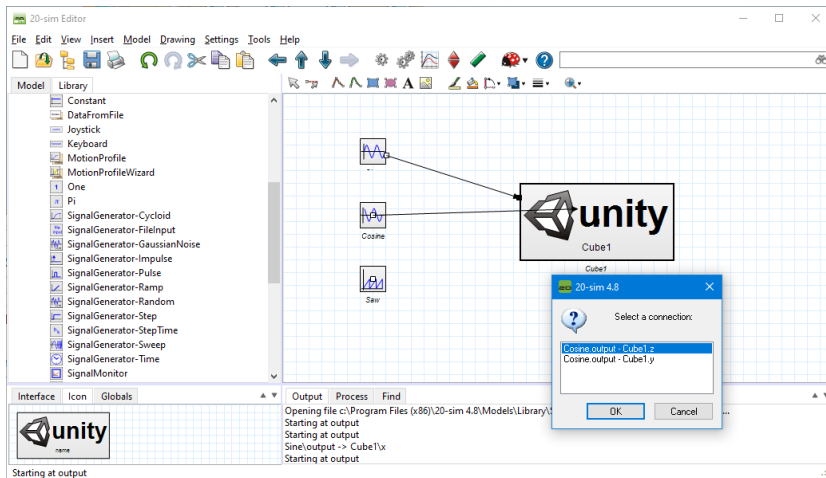 20-sim Editor
File Edit View Insert Model Drawing Settings Tools Help
Model Library
Constant
DataFromFile
Joystick
Keyboard
MotionProfile
MotionProfileWizard
One
Pi
SignalGenerator-Cycloid
SignalGenerator-FileInput
SignalGenerator-GaussianNoise
SignalGenerator-Impulse
SignalGenerator-Pulse
SignalGenerator-Ramp
SignalGenerator-Random
SignalGenerator-Step
SignalGenerator-StepTime
SignalGenerator-Sweep
SignalGenerator-Time
SignalMonitor
Cosine
Saw
unity
Cube1
Cube1
20-sim 4.8
Select a connection:
Cosine.output - Cube1.z
Cosine.output - Cube1.y
OK Cancel
Interface Icon Globals
unity
name
Output Process Find
Opening file c:\Program Files (x86)\20-sim 4.8\Models\Library\
Starting at output
Starting at output
Sine\output -> Cube1\x
Starting at output
Starting at output